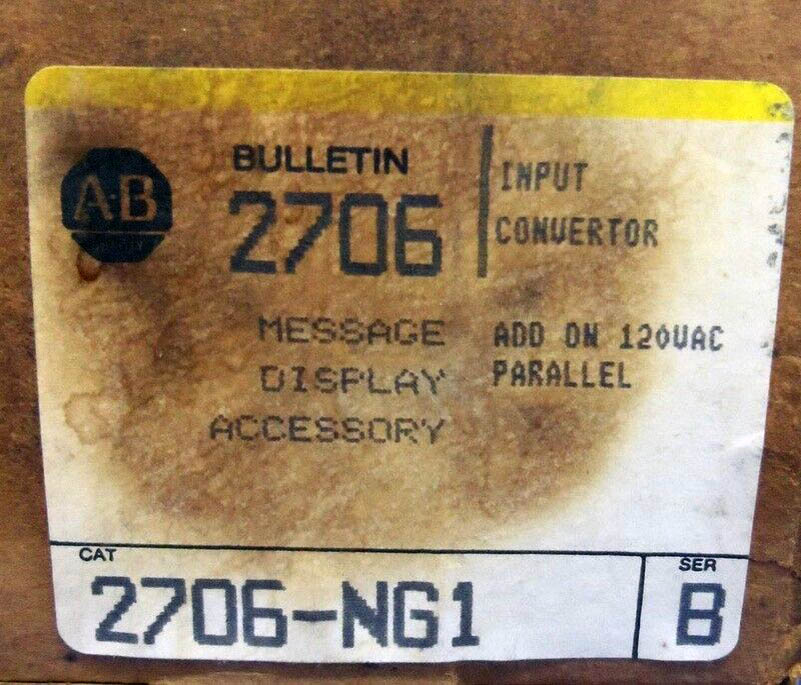 A·B
BULLETIN
2706
MESSAGE
DISPLAY
ACCESSORY
INPUT
CONVERTOR
ADD ON 120VAC
PARALLEL
CAT
2706-NG1
SER
B